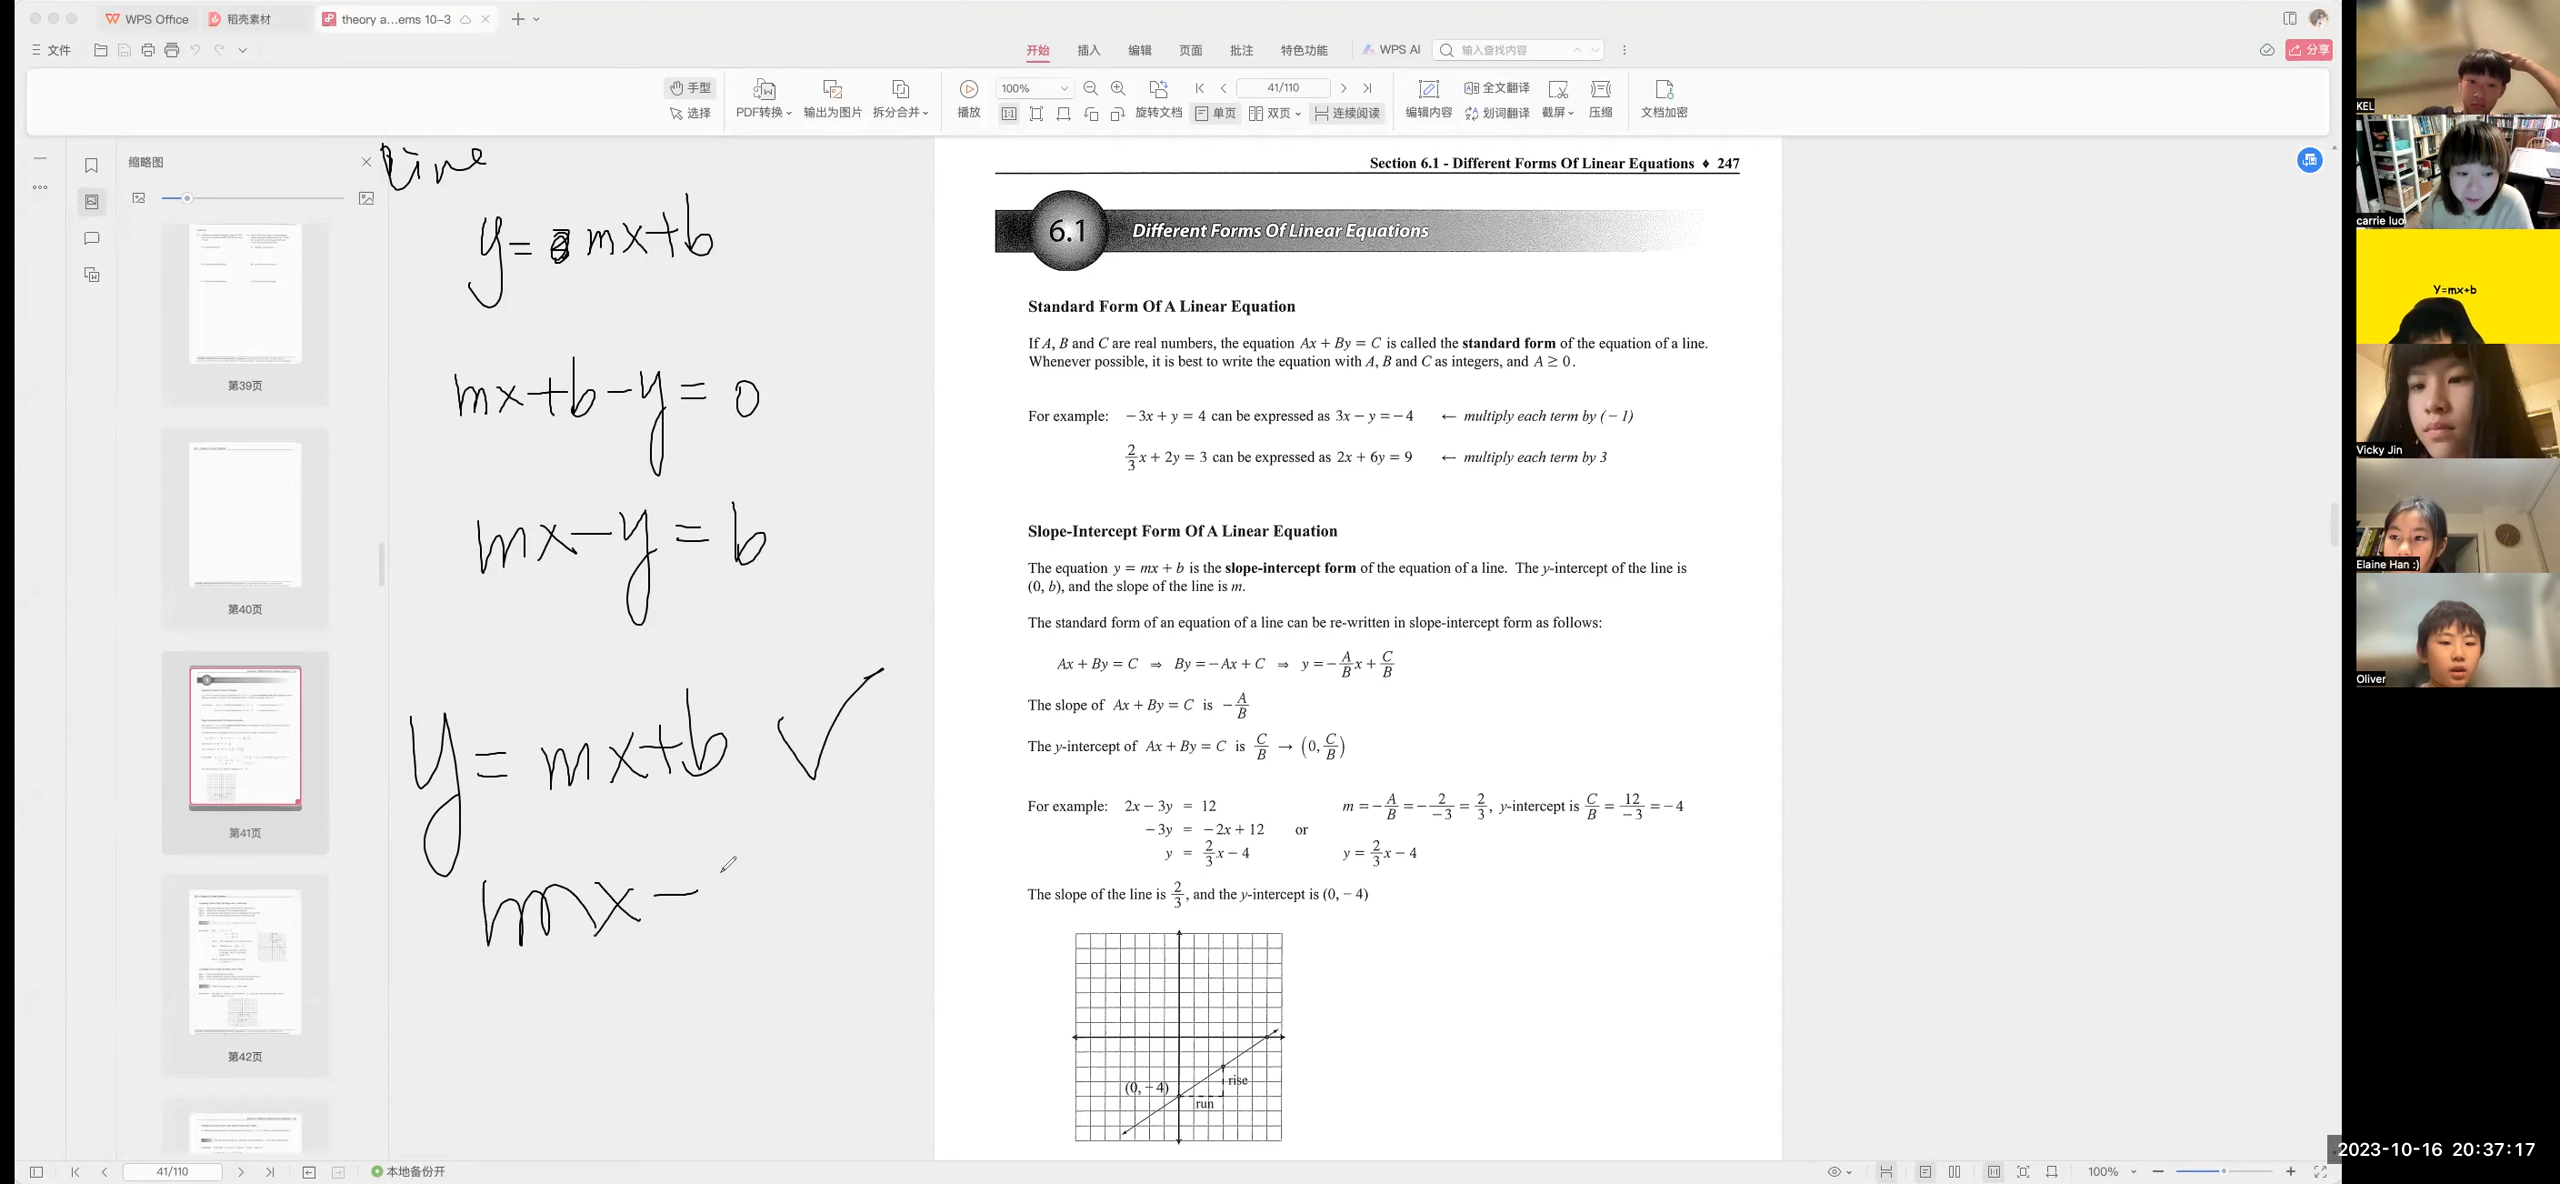 WPS Office
稻壳素材
theory a...ems 10-3
文件
开始
插入
编辑
页面
批注
特色功能
WPS AI
输入查找内容
分享
手型
选择
PDF转换
输出为图片
拆分合并
播放
100%
旋转文档
41/110
单页
双页
连续阅读
编辑内容
全文翻译
划词翻译
截屏
压缩
文档加密
缩略图
第39页
第40页
第41页
第42页
line
y = mx+b
mx+b-y = 0
mx-y = b
y = mx+b ✓
mx -
Section 6.1 - Different Forms Of Linear Equations ♦ 247
6.1 Different Forms Of Linear Equations
Standard Form Of A Linear Equation
If A, B and C are real numbers, the equation Ax + By = C is called the standard form of the equation of a line.
Whenever possible, it is best to write the equation with A, B and C as integers, and A ≥ 0.
For example: −3x + y = 4 can be expressed as 3x − y = −4 ← multiply each term by (− 1)
2/3 x + 2y = 3 can be expressed as 2x + 6y = 9 ← multiply each term by 3
Slope-Intercept Form Of A Linear Equation
The equation y = mx + b is the slope-intercept form of the equation of a line. The y-intercept of the line is
(0, b), and the slope of the line is m.
The standard form of an equation of a line can be re-written in slope-intercept form as follows:
Ax + By = C ⇒ By = − Ax + C ⇒ y = − A/B x + C/B
The slope of Ax + By = C is − A/B
The y-intercept of Ax + By = C is C/B → (0, C/B)
For example: 2x − 3y = 12
−3y = −2x + 12 or
y = 2/3 x − 4
m = − A/B = − 2/−3 = 2/3, y-intercept is C/B = 12/−3 = −4
y = 2/3 x − 4
The slope of the line is 2/3, and the y-intercept is (0, − 4)
(0, −4)
rise
run
41/110
本地备份开
100%
KEL
carrie luo
Y=mx+b
Vicky Jin
Elaine Han :)
Oliver
2023-10-16 20:37:17